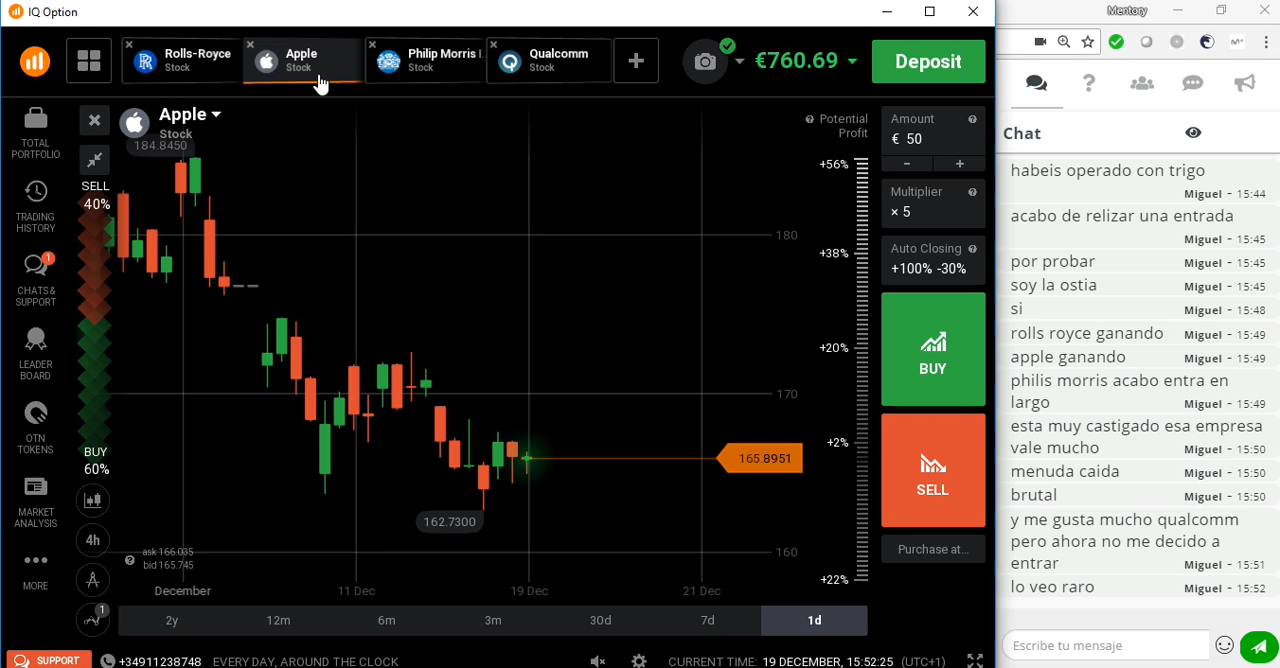 IQ Option
Mentory
Rolls-Royce
Stock
Apple
Stock
Philip Morris I.
Stock
Qualcomm
Stock
€760.69
Deposit
TOTAL
PORTFOLIO
TRADING
HISTORY
1
CHATS &
SUPPORT
LEADER
BOARD
OTN
TOKENS
MARKET
ANALYSIS
MORE
SELL
40%
BUY
60%
4h
1
Apple
Stock
184.8450
162.7300
ask 166.035
bid 165.745
180
170
165.8951
160
December
11 Dec
19 Dec
21 Dec
2y
12m
6m
3m
30d
7d
1d
Potential
Profit
+56%
+38%
+20%
+2%
+22%
Amount
€ 50
-
+
Multiplier
× 5
Auto Closing
+100% -30%
BUY
SELL
Purchase at...
SUPPORT
+34911238748
EVERY DAY, AROUND THE CLOCK
CURRENT TIME: 19 DECEMBER, 15:52:25 (UTC+1)
Chat
habeis operado con trigo
Miguel - 15:44
acabo de relizar una entrada
Miguel - 15:45
por probar Miguel - 15:45
soy la ostia Miguel - 15:45
si Miguel - 15:48
rolls royce ganando Miguel - 15:49
apple ganando Miguel - 15:49
philis morris acabo entra en
largo Miguel - 15:49
esta muy castigado esa empresa
vale mucho Miguel - 15:50
menuda caida Miguel - 15:50
brutal Miguel - 15:50
y me gusta mucho qualcomm
pero ahora no me decido a
entrar Miguel - 15:51
lo veo raro Miguel - 15:52
Escribe tu mensaje